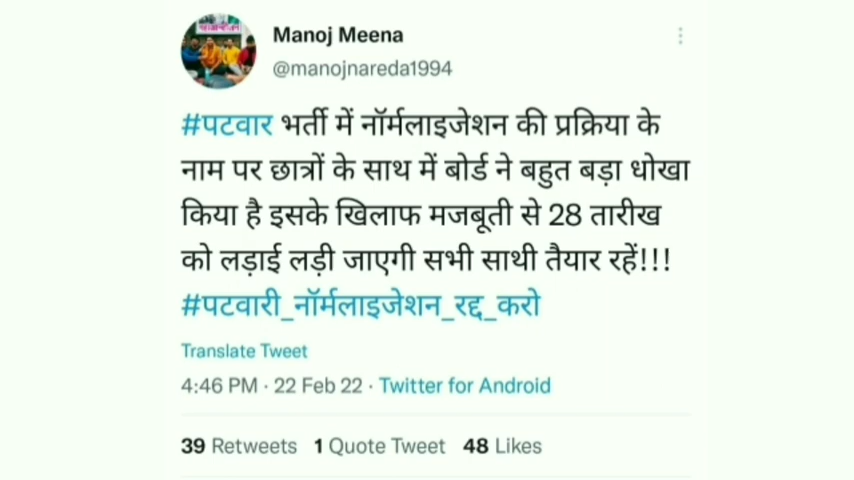 Manoj Meena
@manojnareda1994
#पटवार भर्ती में नॉर्मलाइजेशन की प्रक्रिया के
नाम पर छात्रों के साथ में बोर्ड ने बहुत बड़ा धोखा
किया है इसके खिलाफ मजबूती से 28 तारीख
को लड़ाई लड़ी जाएगी सभी साथी तैयार रहें!!!
#पटवारी_नॉर्मलाइजेशन_रद्द_करो
Translate Tweet
4:46 PM · 22 Feb 22 · Twitter for Android
39 Retweets 1 Quote Tweet 48 Likes